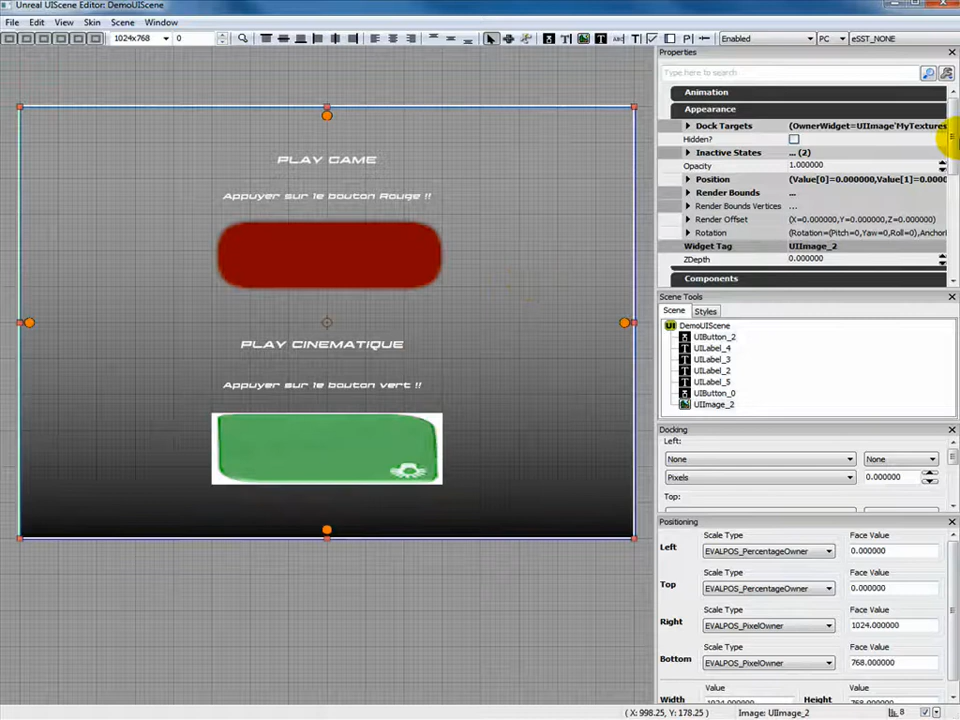 Unreal UIScene Editor: DemoUIScene
File Edit View Skin Scene Window
1024x768 0 Enabled PC eSST_NONE
PLAY GAME
Appuyer sur le bouton Rouge !!
PLAY CINEMATIQUE
Appuyer sur le bouton vert !!
Properties
Type here to search
Animation
Appearance
Dock Targets (OwnerWidget=UIImage'MyTextures
Hidden?
Inactive States ... (2)
Opacity 1.000000
Position (Value[0]=0.000000,Value[1]=0.0000
Render Bounds ...
Render Bounds Vertices ...
Render Offset (X=0.000000,Y=0.000000,Z=0.000000)
Rotation (Rotation=(Pitch=0,Yaw=0,Roll=0),Anchor
Widget Tag UIImage_2
ZDepth 0.000000
Components
Scene Tools
Scene Styles
DemoUIScene
UIButton_2
UILabel_4
UILabel_3
UILabel_2
UILabel_5
UIButton_0
UIImage_2
Docking
Left:
None None
Pixels 0.000000
Top:
Positioning
Scale Type Face Value
Left EVALPOS_PercentageOwner 0.000000
Scale Type Face Value
Top EVALPOS_PercentageOwner 0.000000
Scale Type Face Value
Right EVALPOS_PixelOwner 1024.000000
Scale Type Face Value
Bottom EVALPOS_PixelOwner 768.000000
Value Value
Width 1024.000000 Height 768.000000
(X: 998.25, Y: 178.25) Image: UIImage_2 8